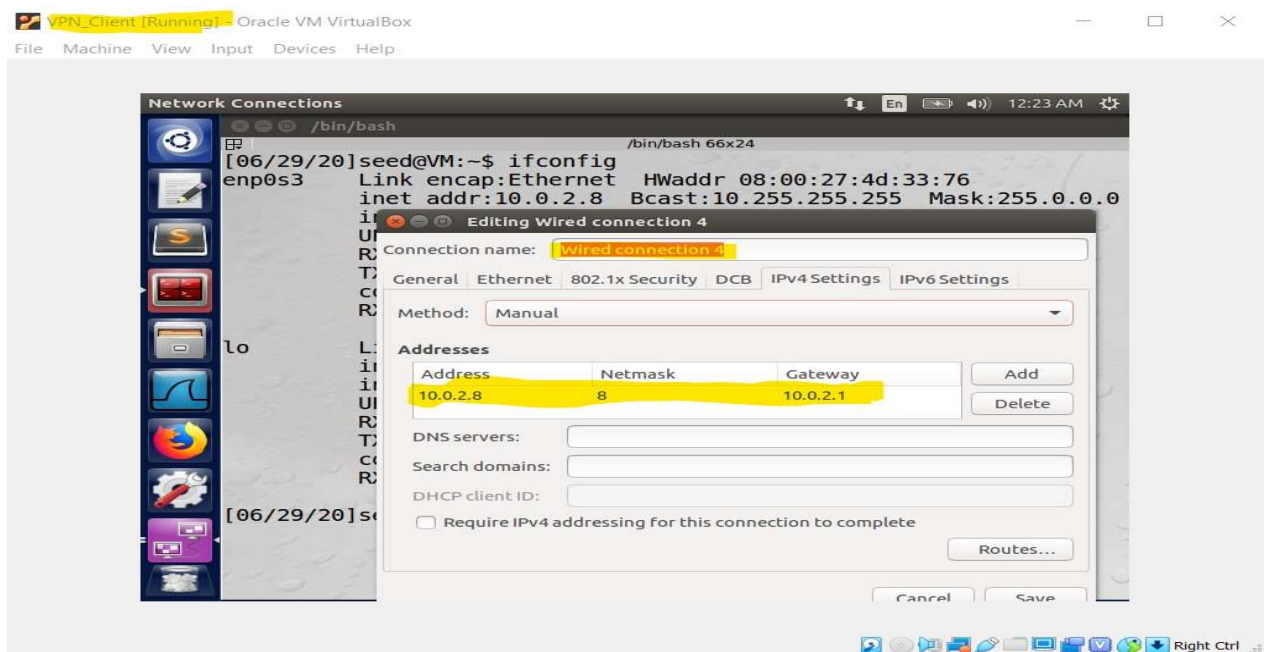 VPN_Client [Running] - Oracle VM VirtualBox
File Machine View Input Devices Help
Network Connections
En
12:23 AM
/bin/bash
/bin/bash 66x24
[06/29/20]seed@VM:~$ ifconfig
enp0s3 Link encap:Ethernet HWaddr 08:00:27:4d:33:76
inet addr:10.0.2.8 Bcast:10.255.255.255 Mask:255.0.0.0
Editing Wired connection 4
Connection name: Wired connection 4
General Ethernet 802.1x Security DCB IPv4 Settings IPv6 Settings
Method: Manual
lo
Addresses
Address Netmask Gateway Add
10.0.2.8 8 10.0.2.1
Delete
DNS servers:
Search domains:
DHCP client ID:
[06/29/20]se
Require IPv4 addressing for this connection to complete
Routes...
Cancel Save
Right Ctrl